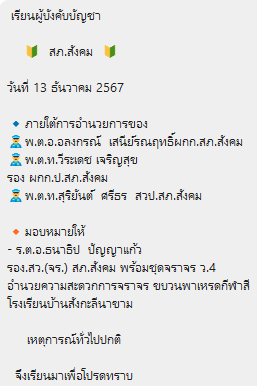 เรียนผู้บังคับบัญชา
🔰 สภ.สังคม 🔰
วันที่ 13 ธันวาคม 2567
🔹ภายใต้การอำนวยการของ
👮‍♂️พ.ต.อ.อลงกรณ์ เสนีย์รณฤทธิ์ผกก.สภ.สังคม
👮‍♂️พ.ต.ท.วีระเดช เจริญสุข
รอง ผกก.ป.สภ.สังคม
👮‍♂️พ.ต.ท.สุริยันต์ ศรีธร สวป.สภ.สังคม
🔸มอบหมายให้
- ร.ต.อ.ธนาธิป ปัญญาแก้ว
รอง.สว.(จร.) สภ.สังคม พร้อมชุดจราจร ว.4
อำนวยความสะดวกการจราจร ขบวนพาเหรดกีฬาสี
โรงเรียนบ้านสังกะลีนาขาม
เหตุการณ์ทั่วไปปกติ
จึงเรียนมาเพื่อโปรดทราบ